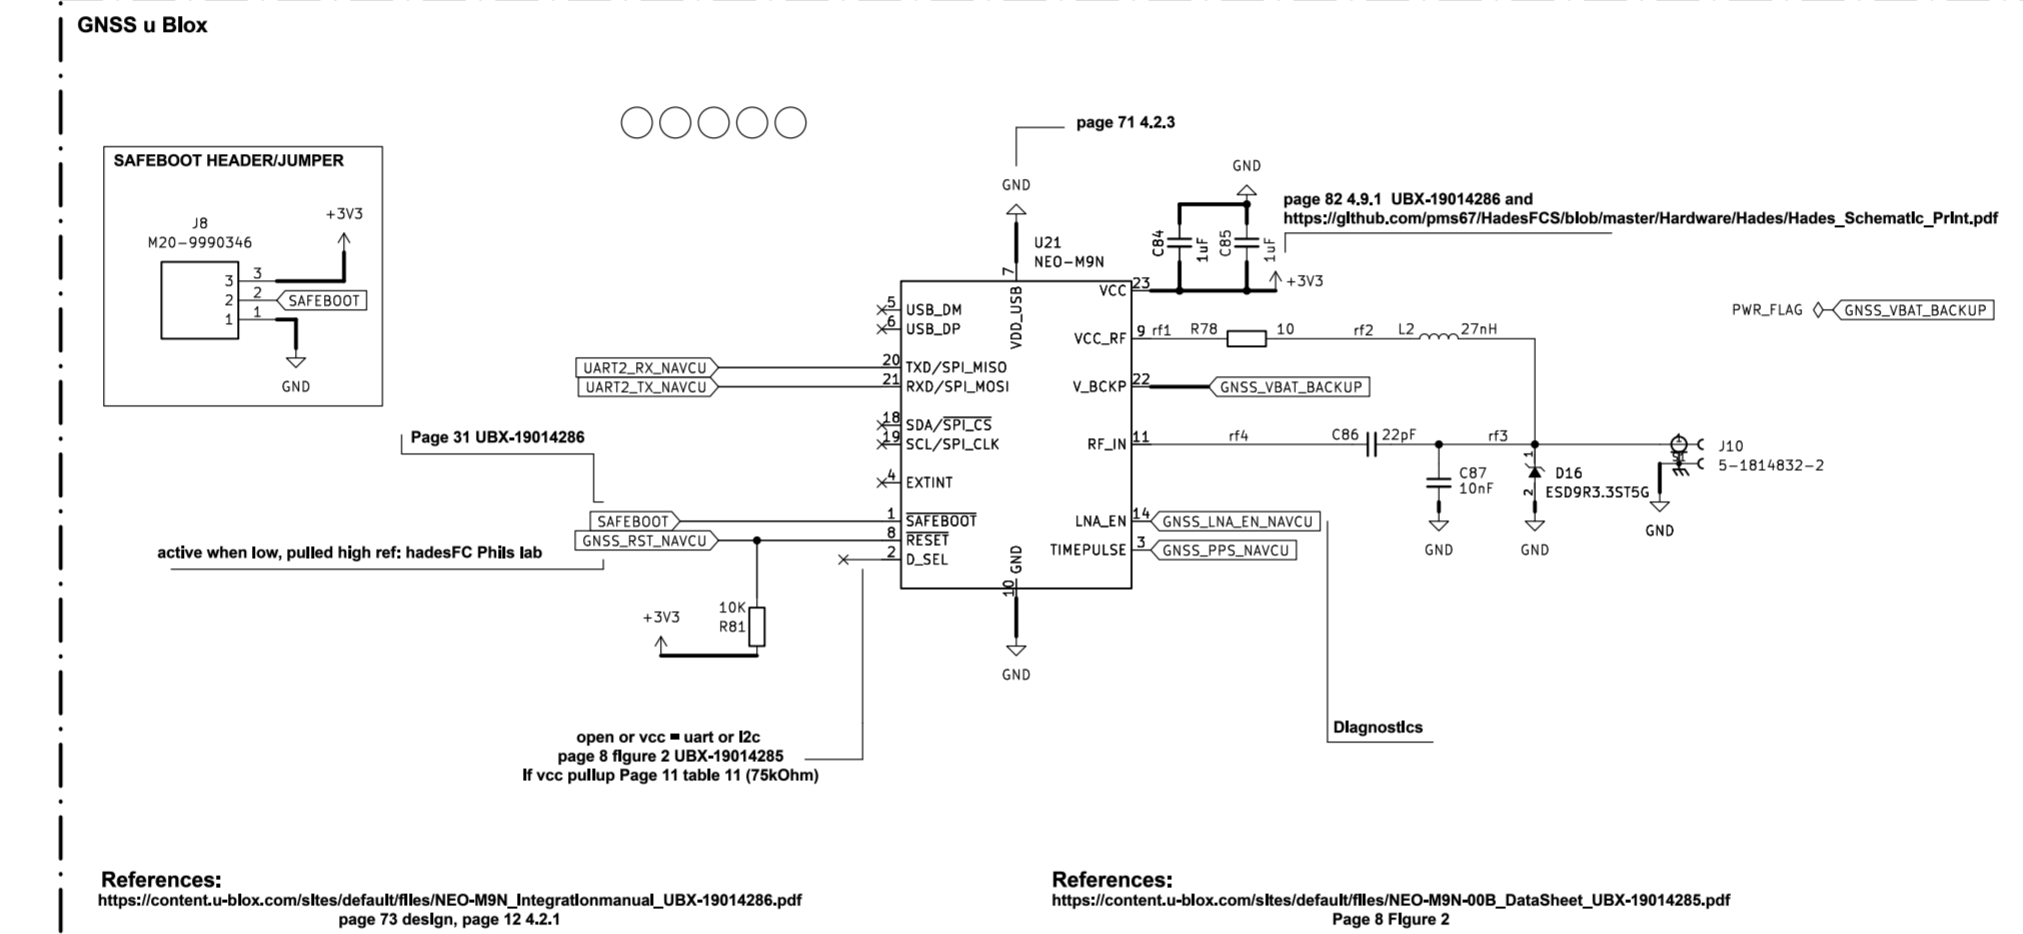 GNSS u Blox
page 71 4.2.3
SAFEBOOT HEADER/JUMPER
J8
M20-9990346
+3V3
3 3
2 2 SAFEBOOT
1 1
GND
GND
GND
page 82 4.9.1 UBX-19014286 and
https://github.com/pms67/HadesFCS/blob/master/Hardware/Hades/Hades_Schematic_Print.pdf
C84 1uF
C85 1uF
+3V3
U21
NEO-M9N
7 VDD_USB
5 USB_DM
6 USB_DP
UART2_RX_NAVCU 20 TXD/SPI_MISO
UART2_TX_NAVCU 21 RXD/SPI_MOSI
18 SDA/SPI_CS
19 SCL/SPI_CLK
4 EXTINT
SAFEBOOT 1 SAFEBOOT
GNSS_RST_NAVCU 8 RESET
2 D_SEL
VCC 23
VCC_RF 9 rf1 R78 10 rf2 L2 27nH
V_BCKP 22 GNSS_VBAT_BACKUP
RF_IN 11 rf4 C86 22pF rf3
LNA_EN 14 GNSS_LNA_EN_NAVCU
TIMEPULSE 3 GNSS_PPS_NAVCU
GND 10
GND
PWR_FLAG GNSS_VBAT_BACKUP
C87
10nF
GND
1
2
D16
ESD9R3.3ST5G
GND
1
J10
5-1814832-2
GND
Page 31 UBX-19014286
active when low, pulled high ref: hadesFC Phils lab
+3V3
10K
R81
open or vcc = uart or i2c
page 8 figure 2 UBX-19014285
If vcc pullup Page 11 table 11 (75kOhm)
Diagnostics
References:
https://content.u-blox.com/sites/default/files/NEO-M9N_Integrationmanual_UBX-19014286.pdf
page 73 design, page 12 4.2.1
References:
https://content.u-blox.com/sites/default/files/NEO-M9N-00B_DataSheet_UBX-19014285.pdf
Page 8 Figure 2